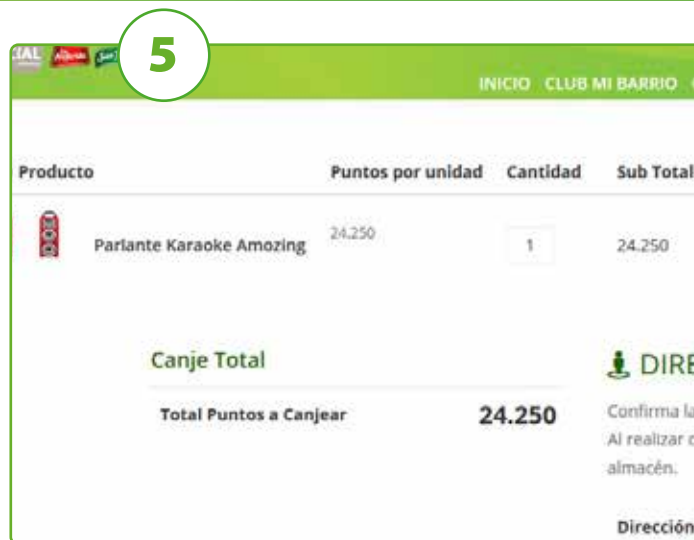 5
INICIO CLUB MI BARRIO
Producto Puntos por unidad Cantidad Sub Total
Parlante Karaoke Amozing 24.250 1 24.250
Canje Total
Total Puntos a Canjear 24.250
Confirma la
Al realizar
almacén.
Dirección